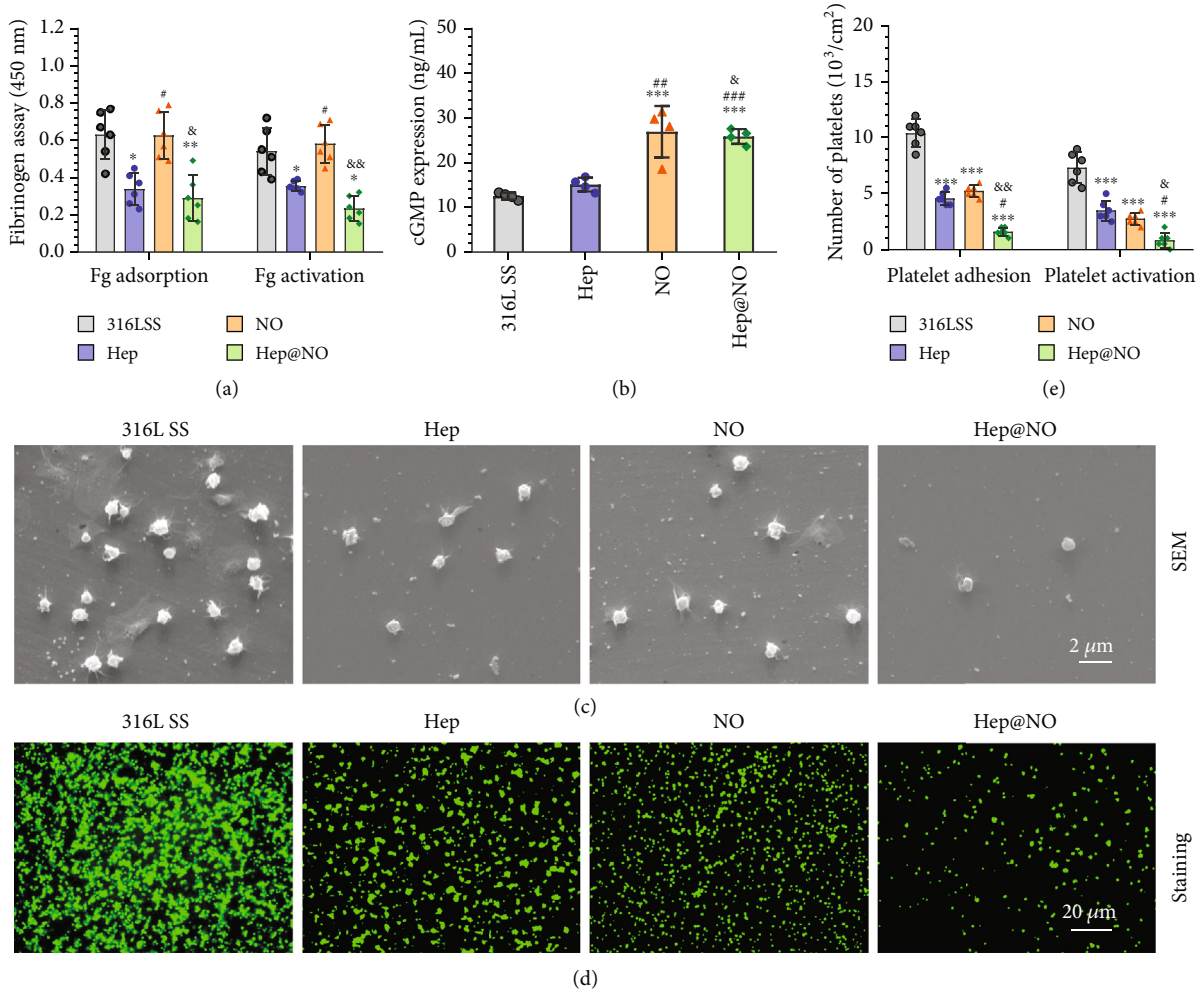 Fibrinogen assay (450 nm)
1.2
1.0
0.8
0.6
0.4
0.2
0.0
*
#
&
**
*
#
&&
*
Fg adsorption
Fg activation
316LSS
NO
Hep
Hep@NO
(a)
cGMP expression (ng/mL)
50
40
30
20
10
0
##
***
&
###
***
316L SS
Hep
NO
Hep@NO
(b)
Number of platelets (10³/cm²)
20
15
10
5
0
***
***
&&
#
***
***
***
&
#
***
Platelet adhesion
Platelet activation
316LSS
NO
Hep
Hep@NO
(e)
316L SS
Hep
NO
Hep@NO
SEM
2 μm
(c)
316L SS
Hep
NO
Hep@NO
Staining
20 μm
(d)